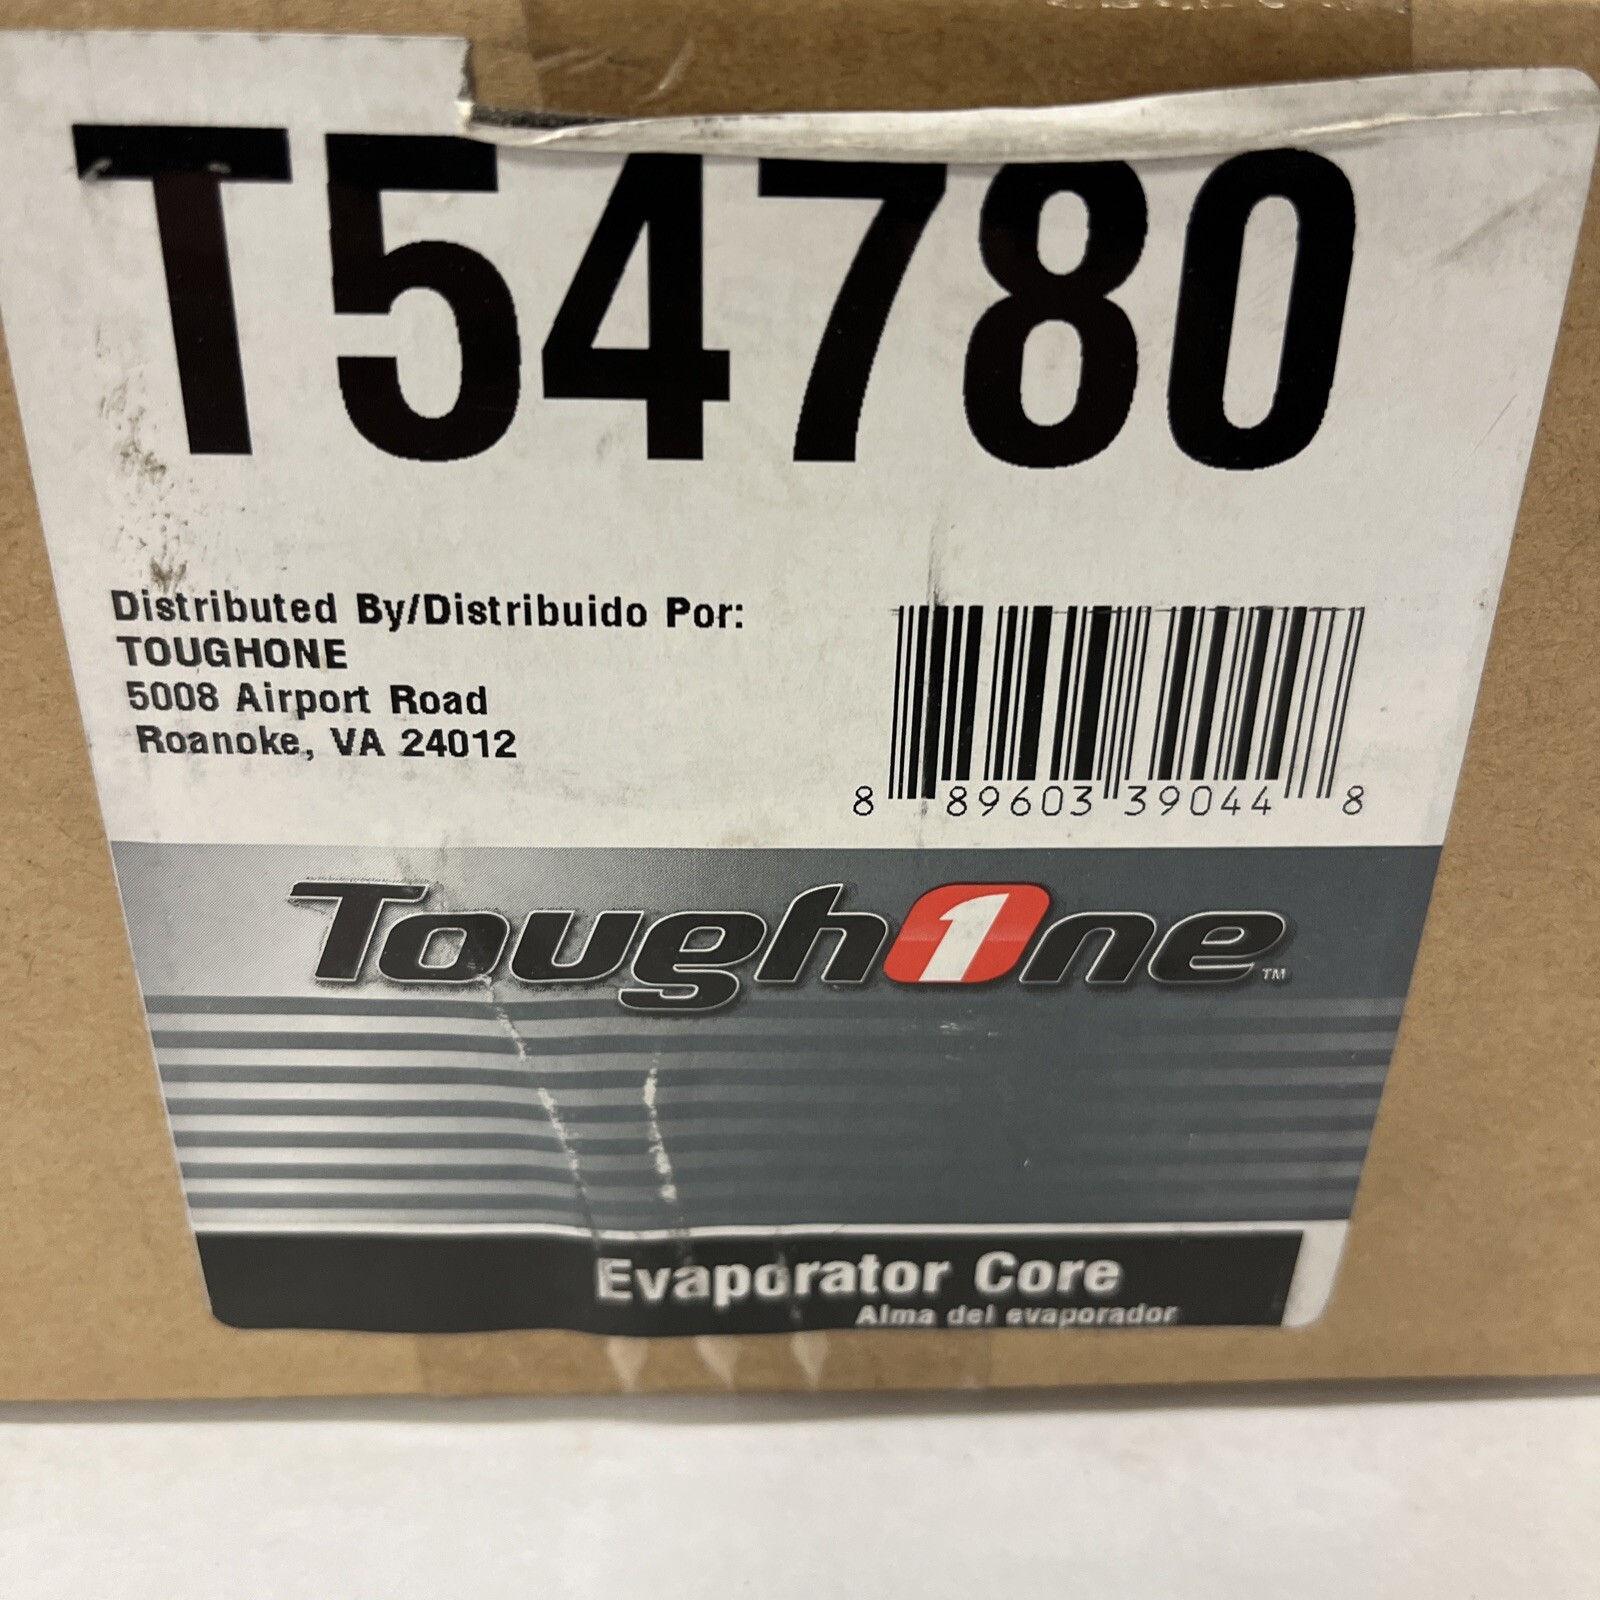 T54780
Distributed By/Distribuido Por:
TOUGHONE
5008 Airport Road
Roanoke, VA 24012
8 89603 39044 8
Tough1One™
Evaporator Core
Alma del evaporador